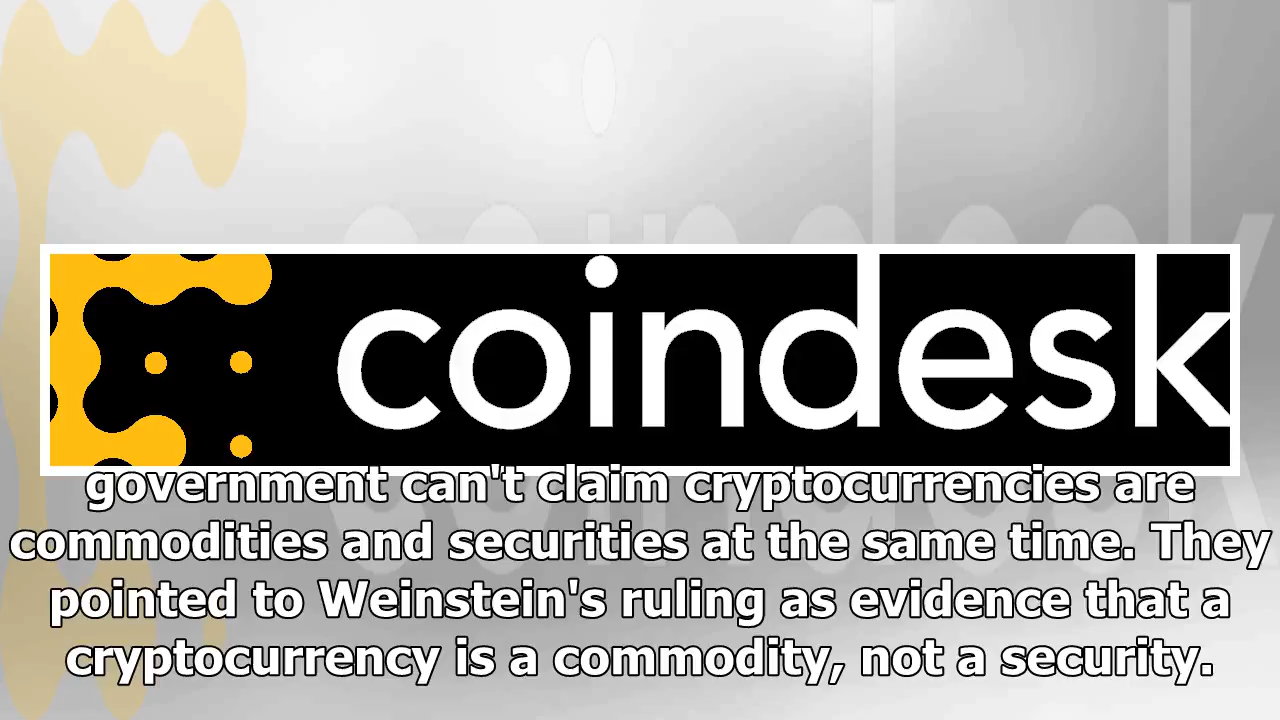 coindesk
government can't claim cryptocurrencies are
commodities and securities at the same time. They
pointed to Weinstein's ruling as evidence that a
cryptocurrency is a commodity, not a security.